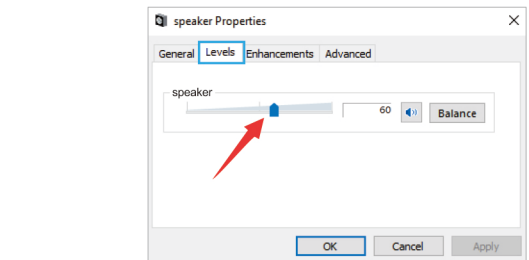 speaker Properties
General Levels Enhancements Advanced
speaker
60 Balance
OK Cancel Apply